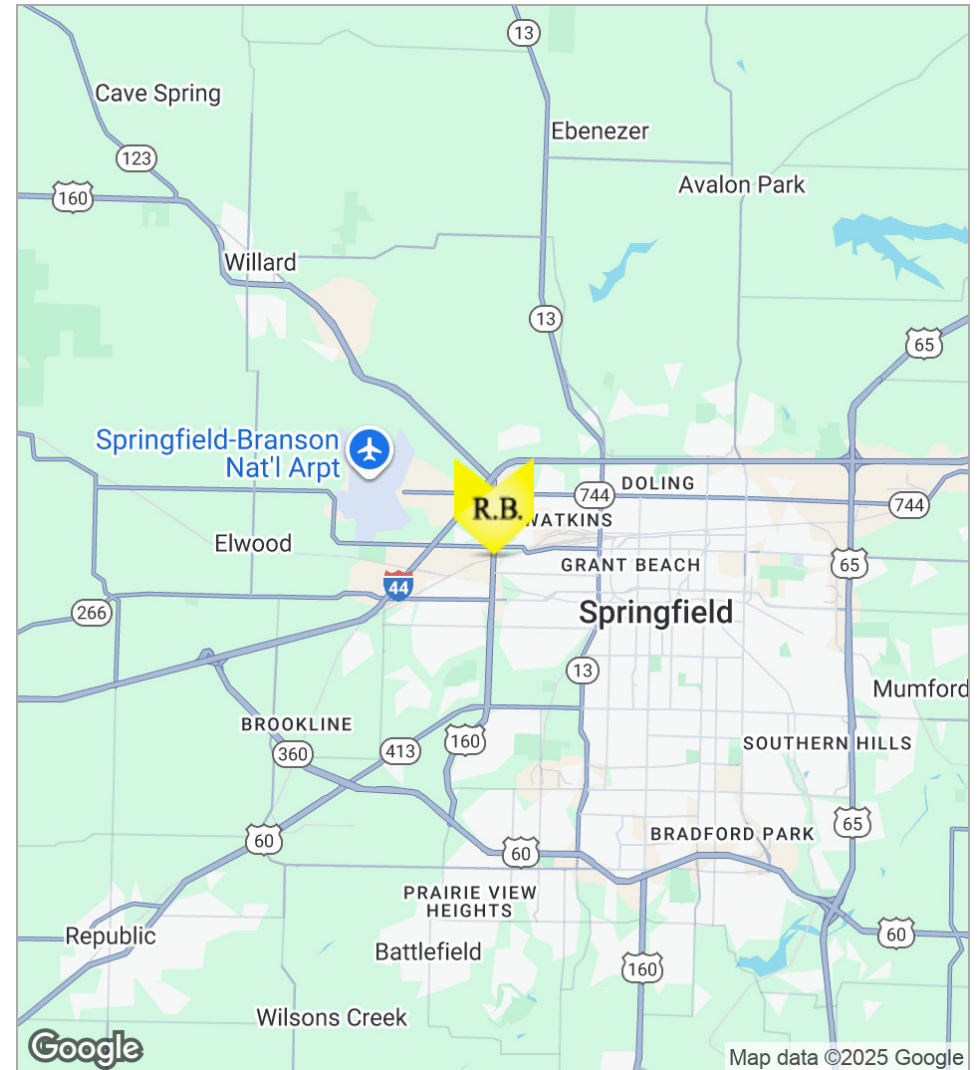 13
Cave Spring
Ebenezer
123
Avalon Park
160
Willard
13
65
Springfield-Branson
Nat'l Arpt
DOLING
744
744
R.B.
WATKINS
Elwood
GRANT BEACH
65
44
266
Springfield
13
Mumford
BROOKLINE
160
413
360
SOUTHERN HILLS
65
60
BRADFORD PARK
60
PRAIRIE VIEW
HEIGHTS
Republic
60
Battlefield
160
Wilsons Creek
Google
Map data ©2025 Google